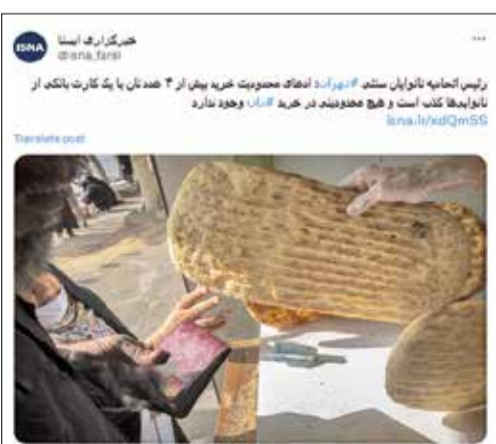 خبرگزاری ایسنا
@isna_farsi
ISNA
رئیس اتحادیه نانوایان سنتی #تهران: ادعای محدودیت خرید بیش از ۴ عدد نان با یک کارت بانکی از
نانوایی‌ها کذب است و هیچ محدودیتی در خرید #نان وجود ندارد
isna.ir/xdQm5S
Translate post